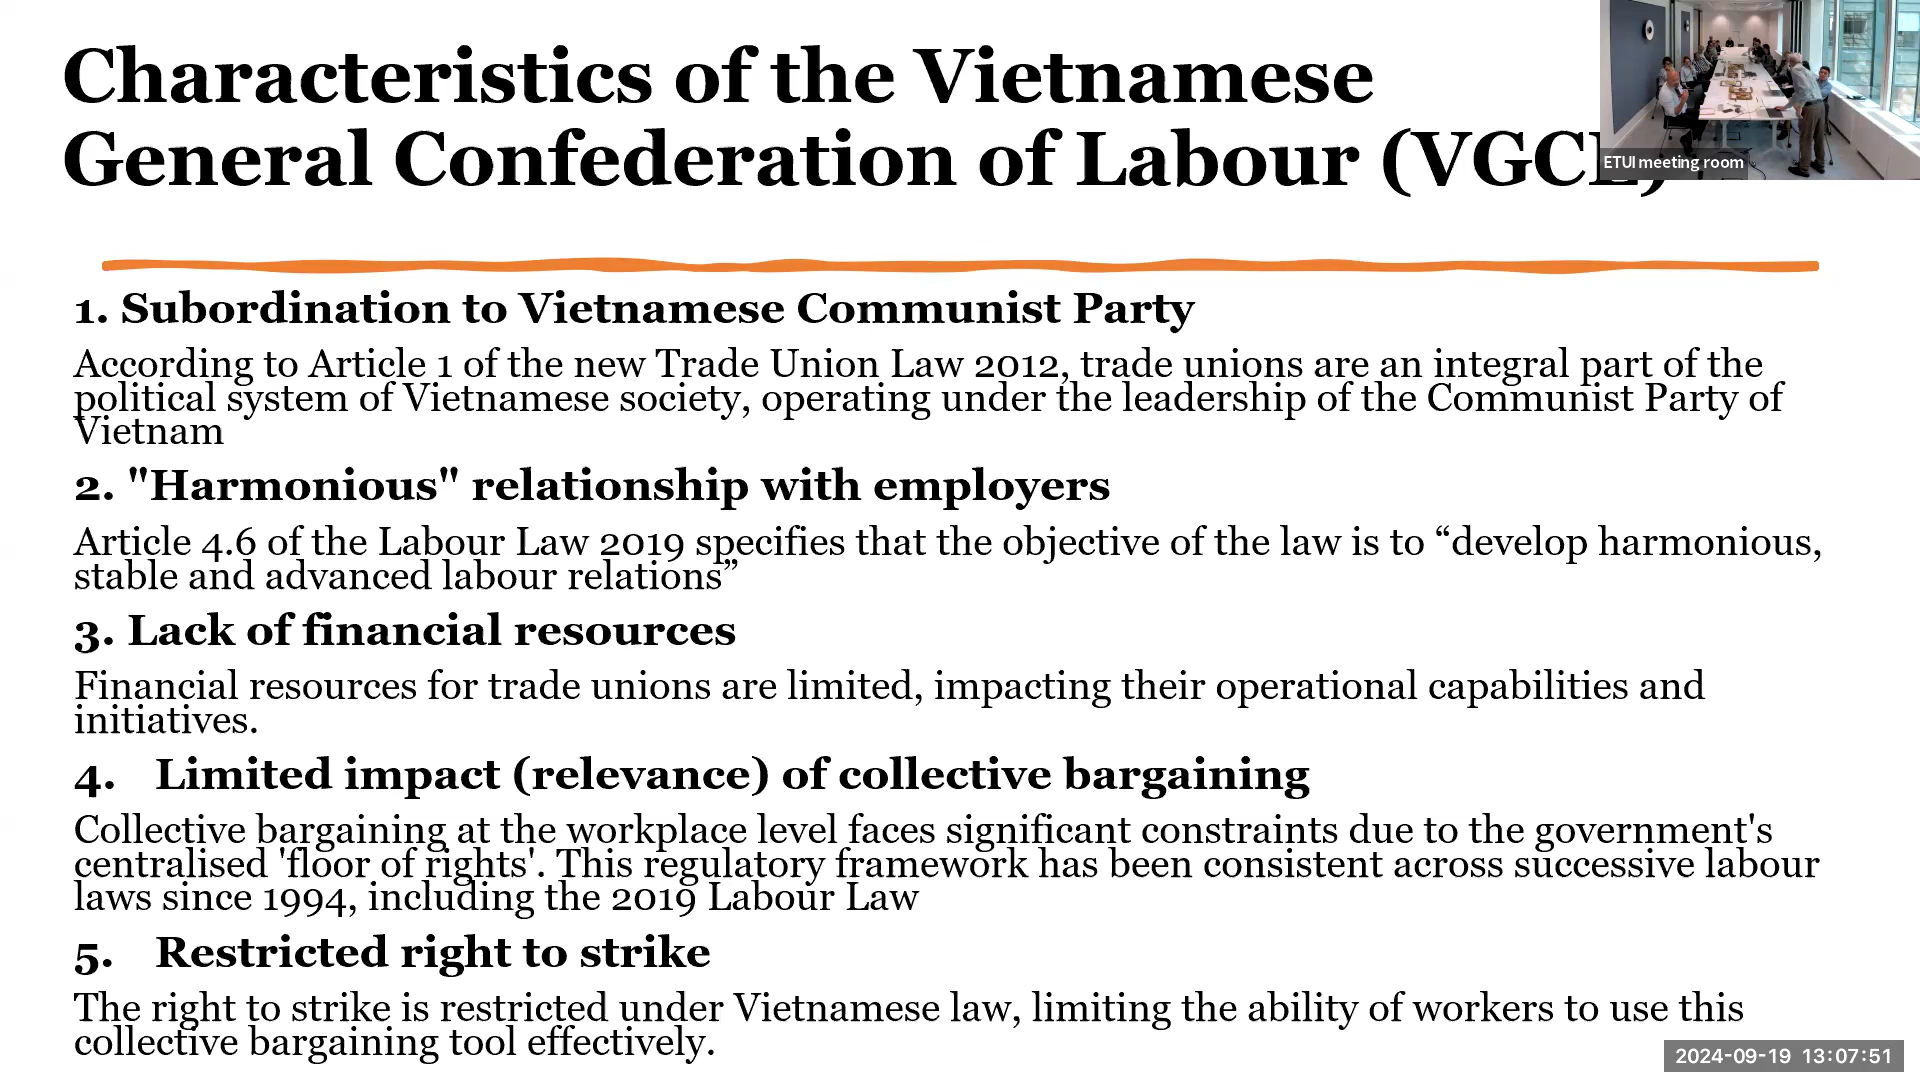 Characteristics of the Vietnamese
General Confederation of Labour (VGCL)
ETUI meeting room
1. Subordination to Vietnamese Communist Party
According to Article 1 of the new Trade Union Law 2012, trade unions are an integral part of the
political system of Vietnamese society, operating under the leadership of the Communist Party of
Vietnam
2. "Harmonious" relationship with employers
Article 4.6 of the Labour Law 2019 specifies that the objective of the law is to “develop harmonious,
stable and advanced labour relations”
3. Lack of financial resources
Financial resources for trade unions are limited, impacting their operational capabilities and
initiatives.
4. Limited impact (relevance) of collective bargaining
Collective bargaining at the workplace level faces significant constraints due to the government's
centralised 'floor of rights'. This regulatory framework has been consistent across successive labour
laws since 1994, including the 2019 Labour Law
5. Restricted right to strike
The right to strike is restricted under Vietnamese law, limiting the ability of workers to use this
collective bargaining tool effectively.
2024-09-19 13:07:51